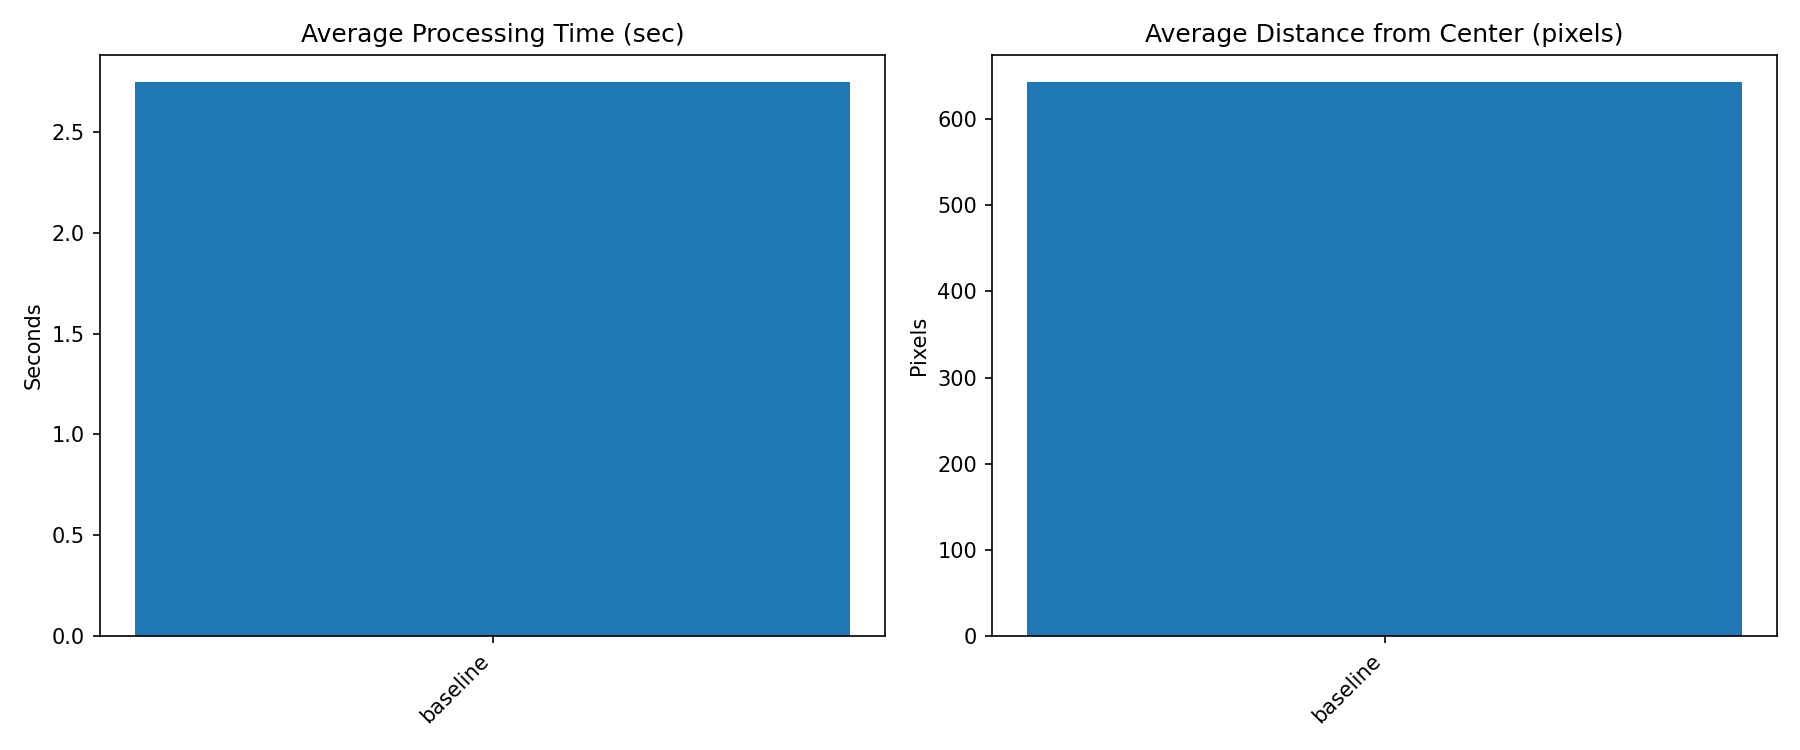 Average Processing Time (sec)
Seconds
2.5
2.0
1.5
1.0
0.5
0.0
baseline
Average Distance from Center (pixels)
Pixels
600
500
400
300
200
100
0
baseline